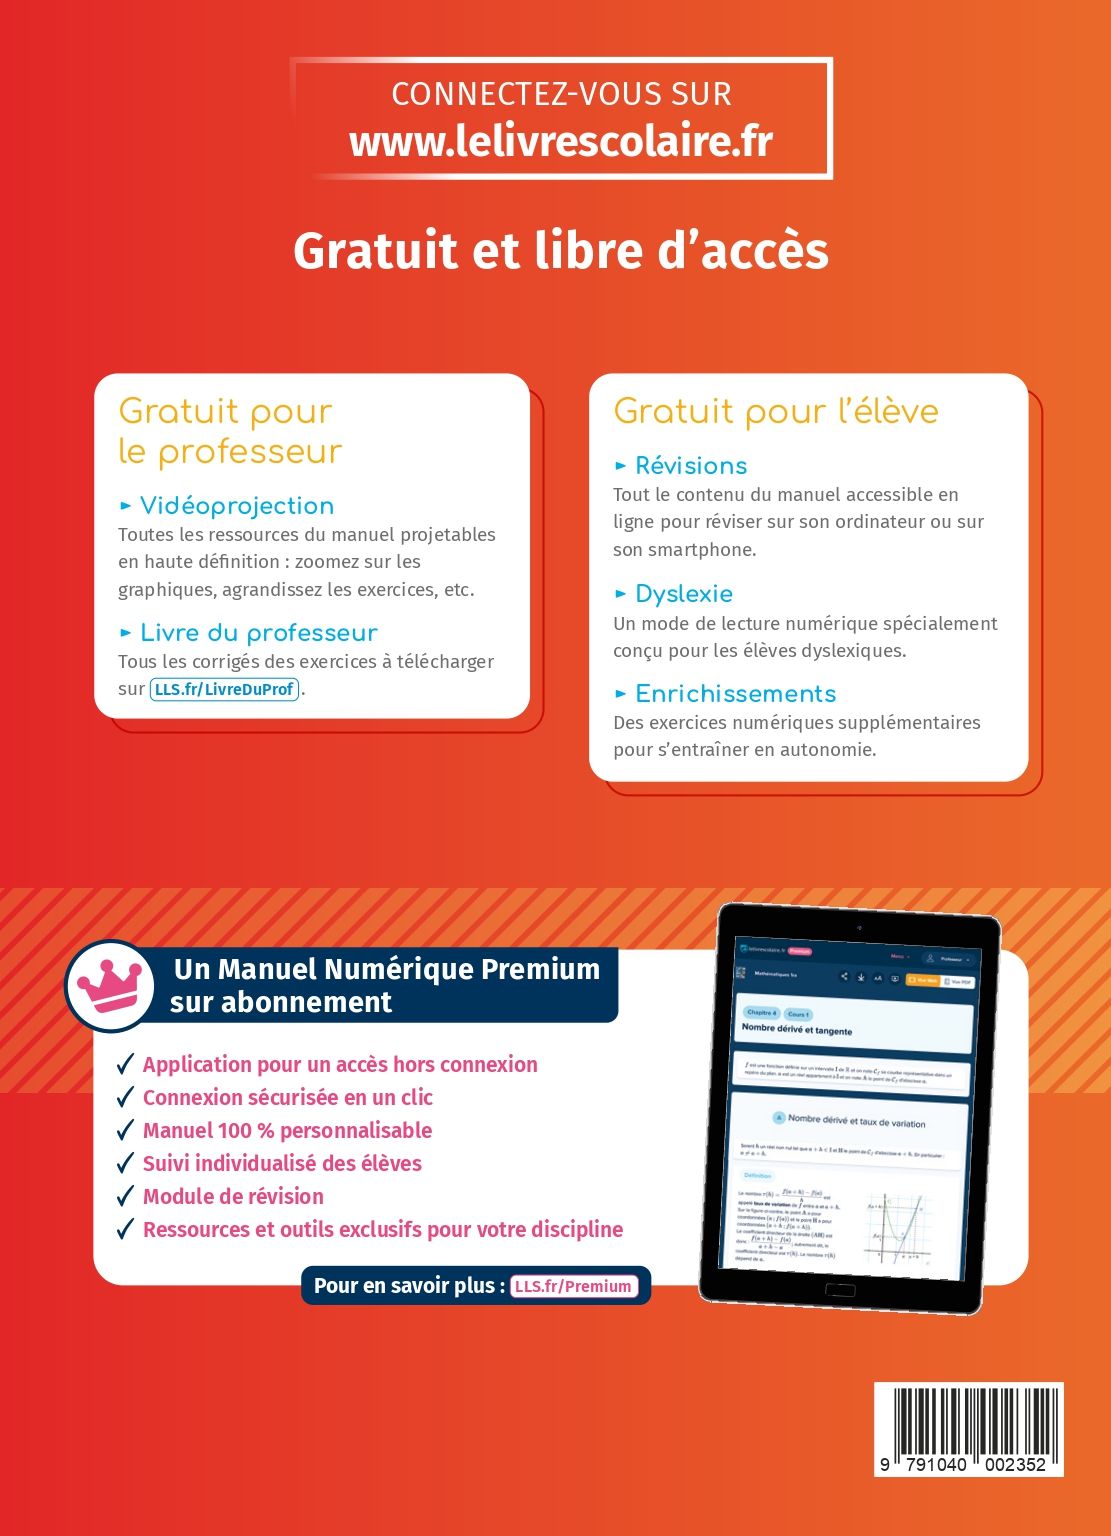 CONNECTEZ-VOUS SUR
www.lelivrescolaire.fr
Gratuit et libre d’accès
Gratuit pour
le professeur
► Vidéoprojection
Toutes les ressources du manuel projetables
en haute définition : zoomez sur les
graphiques, agrandissez les exercices, etc.
► Livre du professeur
Tous les corrigés des exercices à télécharger
sur LLS.fr/LivreDuProf .
Gratuit pour l’élève
► Révisions
Tout le contenu du manuel accessible en
ligne pour réviser sur son ordinateur ou sur
son smartphone.
► Dyslexie
Un mode de lecture numérique spécialement
conçu pour les élèves dyslexiques.
► Enrichissements
Des exercices numériques supplémentaires
pour s’entraîner en autonomie.
Un Manuel Numérique Premium
sur abonnement
✓ Application pour un accès hors connexion
✓ Connexion sécurisée en un clic
✓ Manuel 100 % personnalisable
✓ Suivi individualisé des élèves
✓ Module de révision
✓ Ressources et outils exclusifs pour votre discipline
Pour en savoir plus : LLS.fr/Premium
lelivrescolaire.fr Premium
Menu
Professeur
Mathématiques 1re
Vue Web Vue PDF
Chapitre 4 Cours 1
Nombre dérivé et tangente
A Nombre dérivé et taux de variation
Définition
9 791040 002352